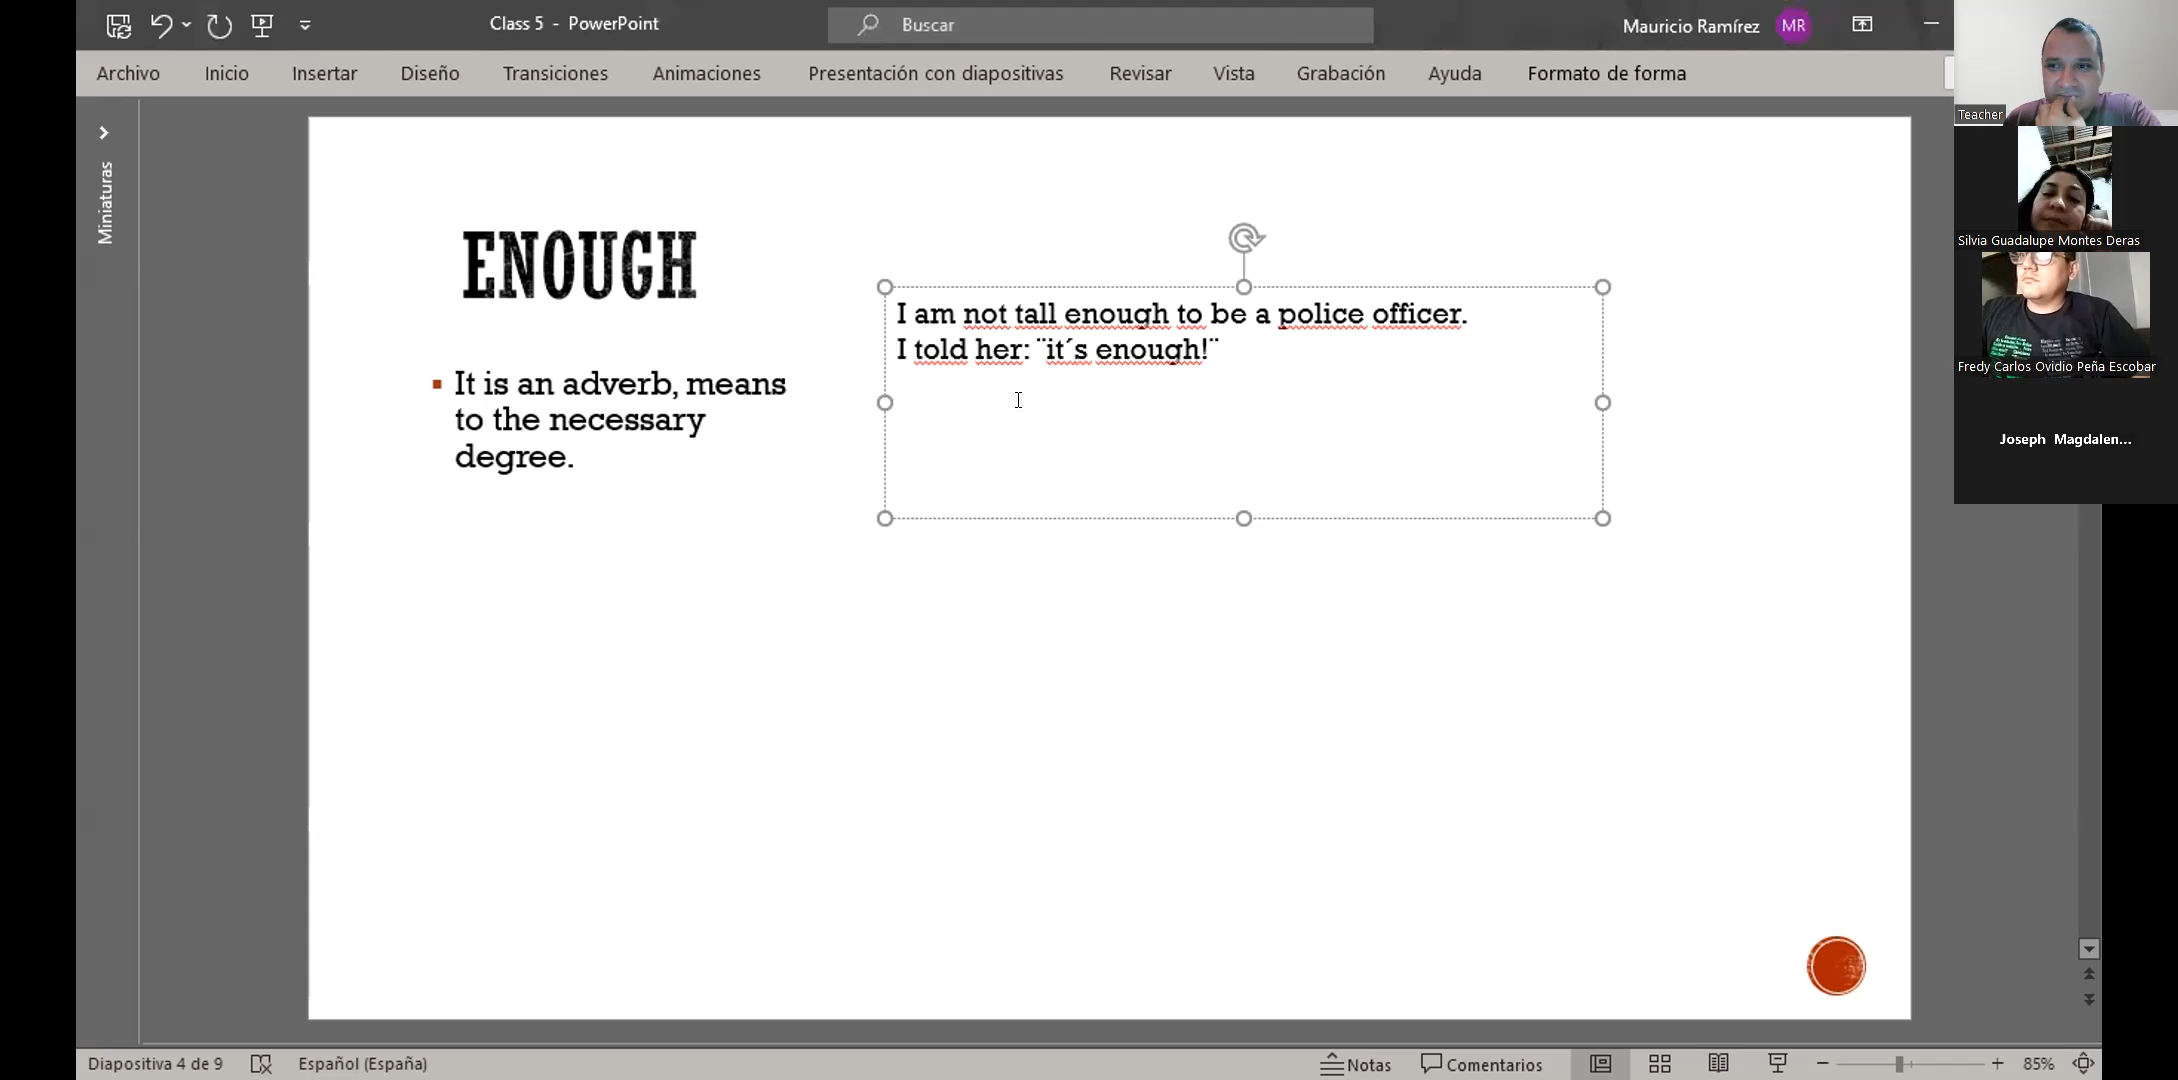 Class 5 - PowerPoint
Buscar
Mauricio Ramírez
MR
Archivo
Inicio
Insertar
Diseño
Transiciones
Animaciones
Presentación con diapositivas
Revisar
Vista
Grabación
Ayuda
Formato de forma
Miniaturas
ENOUGH
It is an adverb, means
to the necessary
degree.
I am not tall enough to be a police officer.
I told her: ¨it´s enough!¨
Teacher
Silvia Guadalupe Montes Deras
Fredy Carlos Ovidio Peña Escobar
Joseph Magdalen...
Diapositiva 4 de 9
Español (España)
Notas
Comentarios
85%